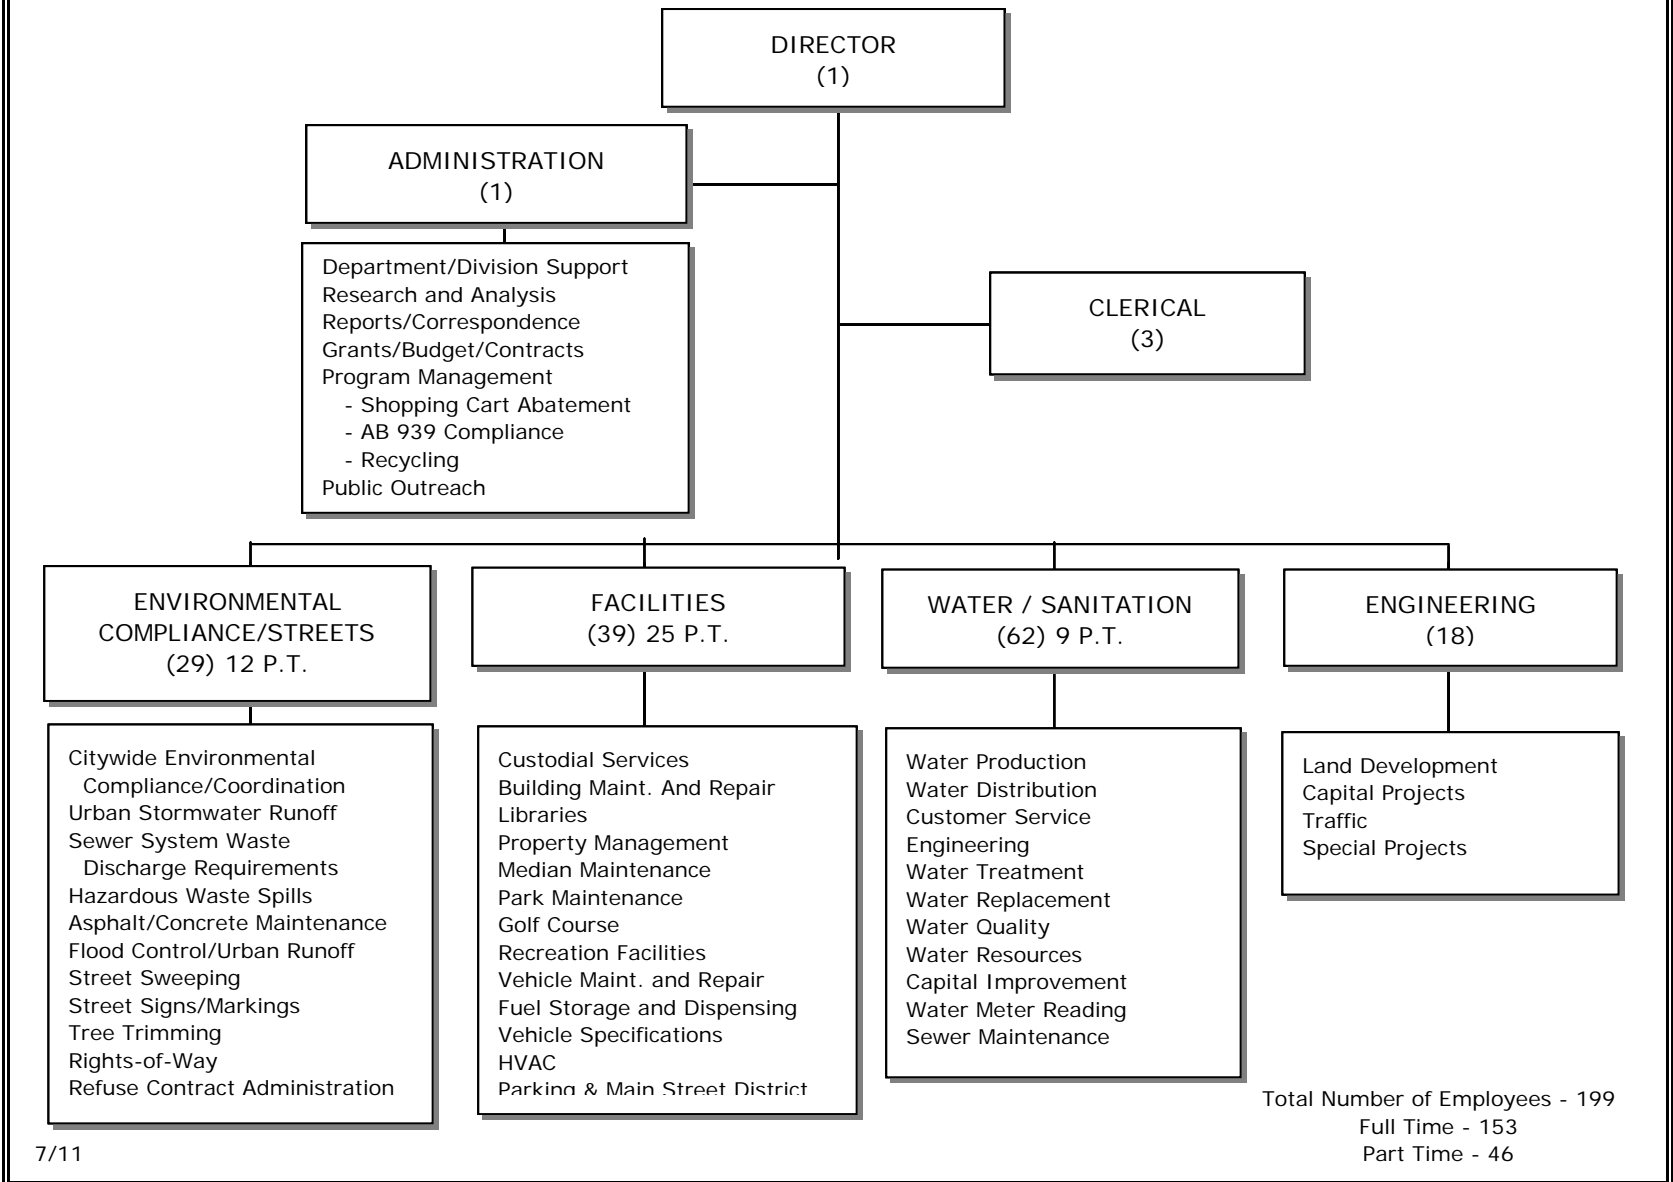 DIRECTOR
(1)
ADMINISTRATION
(1)
Department/Division Support
Research and Analysis
Reports/Correspondence
Grants/Budget/Contracts
Program Management
- Shopping Cart Abatement
- AB 939 Compliance
- Recycling
Public Outreach
CLERICAL
(3)
ENVIRONMENTAL
COMPLIANCE/STREETS
(29) 12 P.T.
Citywide Environmental
Compliance/Coordination
Urban Stormwater Runoff
Sewer System Waste
Discharge Requirements
Hazardous Waste Spills
Asphalt/Concrete Maintenance
Flood Control/Urban Runoff
Street Sweeping
Street Signs/Markings
Tree Trimming
Rights-of-Way
Refuse Contract Administration
FACILITIES
(39) 25 P.T.
Custodial Services
Building Maint. And Repair
Libraries
Property Management
Median Maintenance
Park Maintenance
Golf Course
Recreation Facilities
Vehicle Maint. and Repair
Fuel Storage and Dispensing
Vehicle Specifications
HVAC
Parking & Main Street District
WATER / SANITATION
(62) 9 P.T.
Water Production
Water Distribution
Customer Service
Engineering
Water Treatment
Water Replacement
Water Quality
Water Resources
Capital Improvement
Water Meter Reading
Sewer Maintenance
ENGINEERING
(18)
Land Development
Capital Projects
Traffic
Special Projects
Total Number of Employees - 199
Full Time - 153
Part Time - 46
7/11